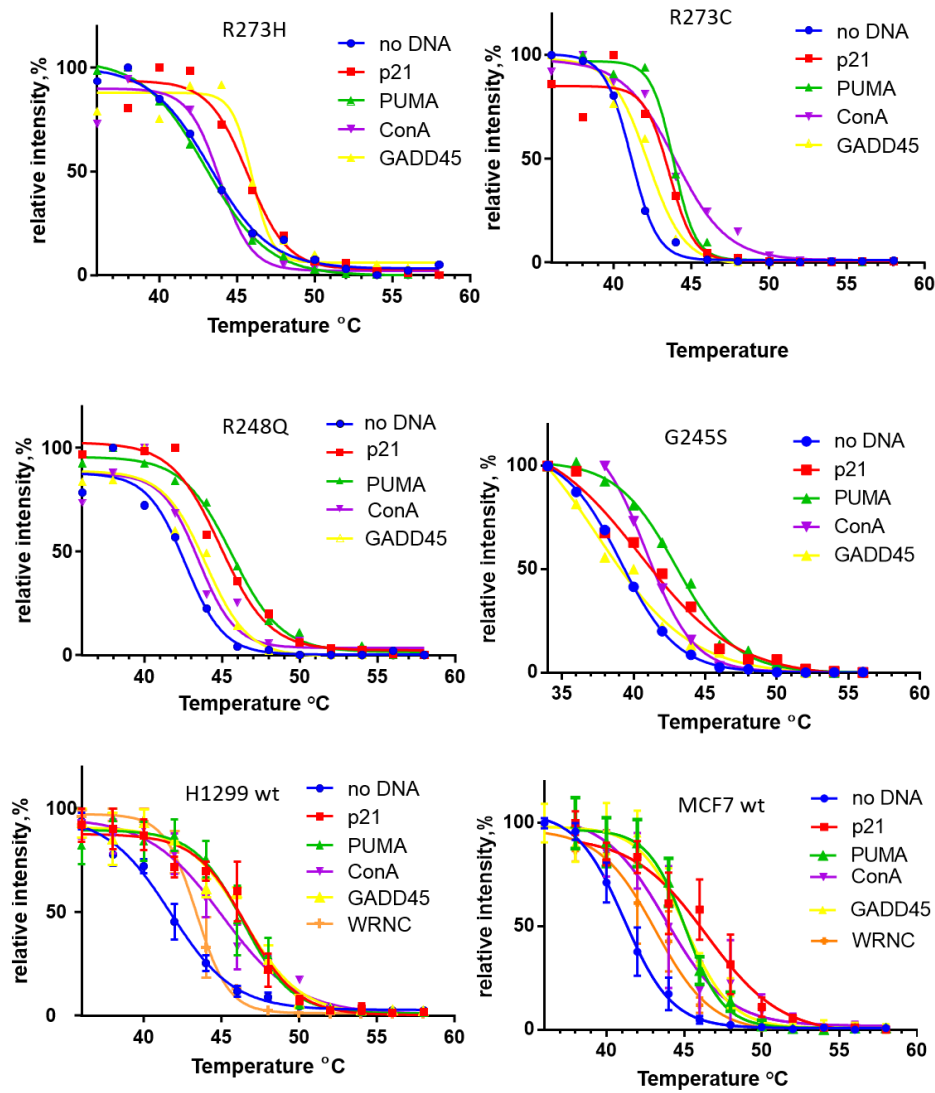 R273H
relative intensity,%
100
50
0
40
45
50
55
60
Temperature °C
no DNA
p21
PUMA
ConA
GADD45
R273C
relative intensity,%
100
50
0
40
50
60
Temperature °C
no DNA
p21
PUMA
ConA
GADD45
Temperature
R248Q
relative intensity,%
100
50
0
40
45
50
55
60
Temperature °C
no DNA
p21
PUMA
ConA
GADD45
G245S
relative intensity, %
100
50
0
35
40
45
50
55
60
Temperature °C
no DNA
p21
PUMA
ConA
GADD45
H1299 wt
relative intensity,%
100
50
0
40
45
50
55
60
Temperature °C
no DNA
p21
PUMA
ConA
GADD45
WRNC
MCF7 wt
relative intensity,%
100
50
0
40
45
50
55
60
Temperature °C
no DNA
p21
PUMA
ConA
GADD45
WRNC